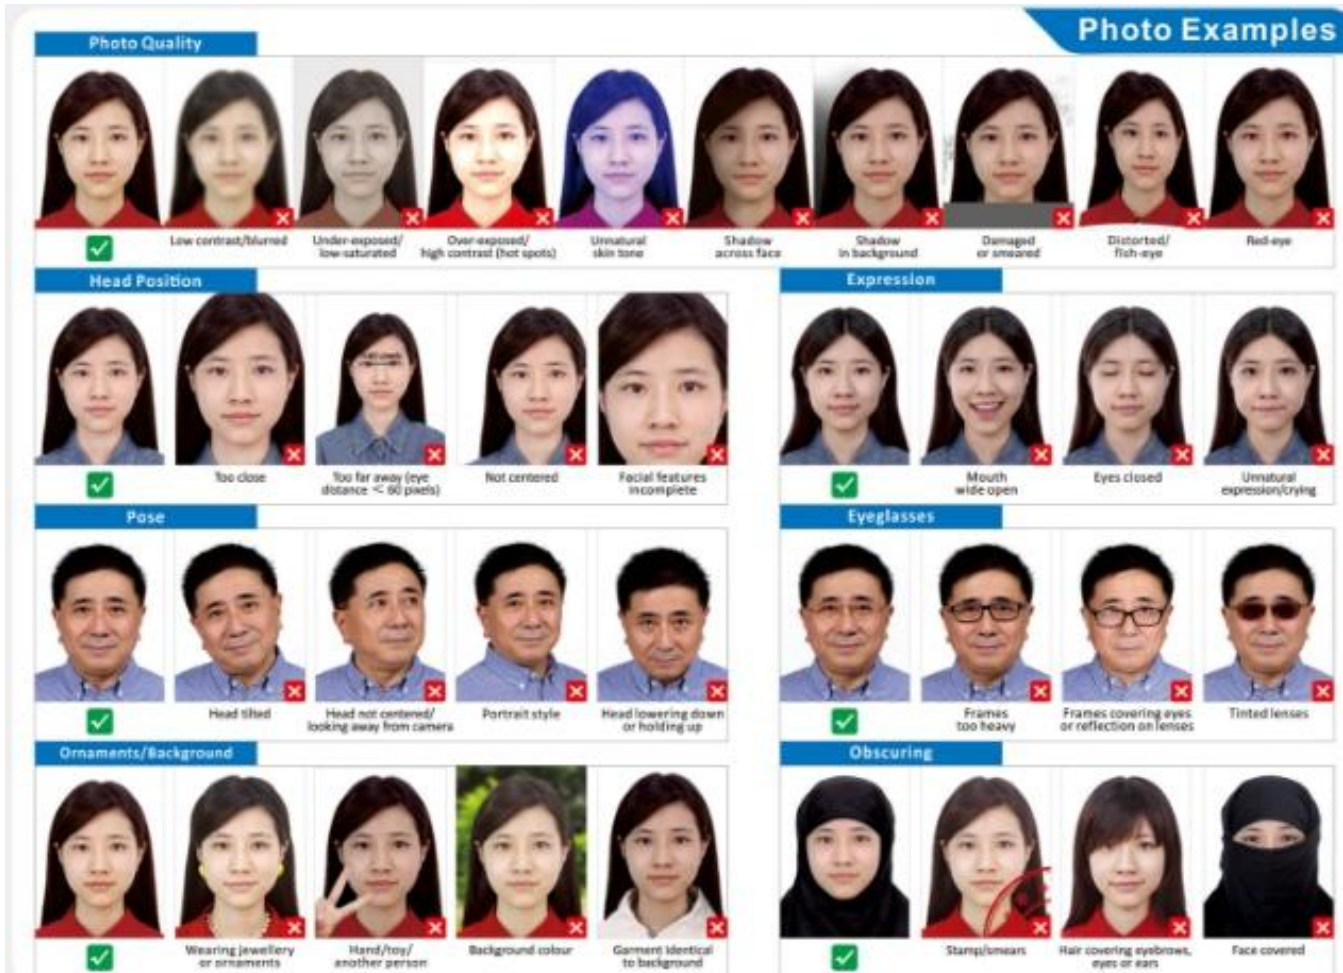 Photo Examples
Photo Quality
Low contrast/blurred
Under-exposed/
low-saturated
Over-exposed/
high contrast (hot spots)
Unnatural
skin tone
Shadow
across face
Shadow
in background
Damaged
or smeared
Distorted/
fish-eye
Red-eye
Head Position
Too close
Too far away (eye
distance < 60 pixels)
Not centered
Facial features
incomplete
Expression
Mouth
wide open
Eyes closed
Unnatural
expression/crying
Pose
Head tilted
Head not centered/
looking away from camera
Portrait style
Head lowering down
or holding up
Eyeglasses
Frames
too heavy
Frames covering eyes
or reflection on lenses
Tinted lenses
Ornaments/Background
Wearing jewellery
or ornaments
Hand/toy/
another person
Background colour
Garment identical
to background
Obscuring
Stamp/smears
Hair covering eyebrows,
eyes or ears
Face covered